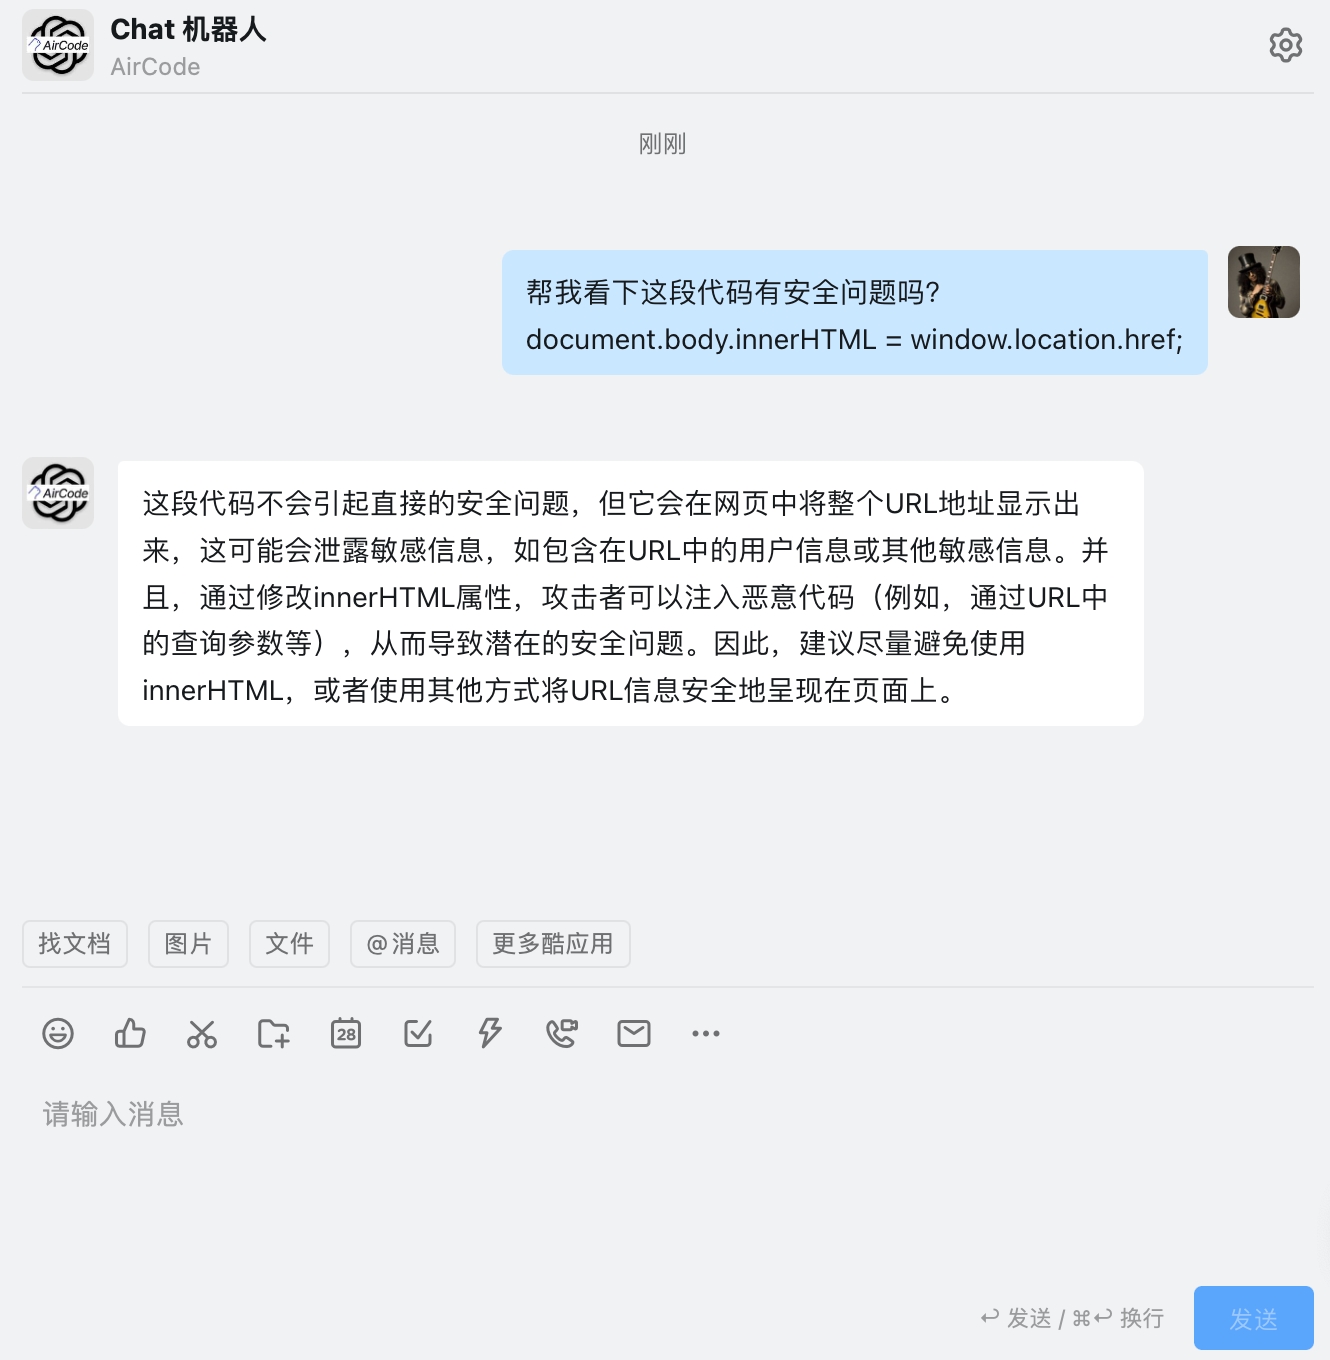 AirCode
Chat 机器人
AirCode
刚刚
帮我看下这段代码有安全问题吗？
document.body.innerHTML = window.location.href;
AirCode
这段代码不会引起直接的安全问题，但它会在网页中将整个URL地址显示出
来，这可能会泄露敏感信息，如包含在URL中的用户信息或其他敏感信息。并
且，通过修改innerHTML属性，攻击者可以注入恶意代码（例如，通过URL中
的查询参数等），从而导致潜在的安全问题。因此，建议尽量避免使用
innerHTML，或者使用其他方式将URL信息安全地呈现在页面上。
找文档 图片 文件 @消息 更多酷应用
28
请输入消息
↩ 发送 / ⌘↩ 换行 发送